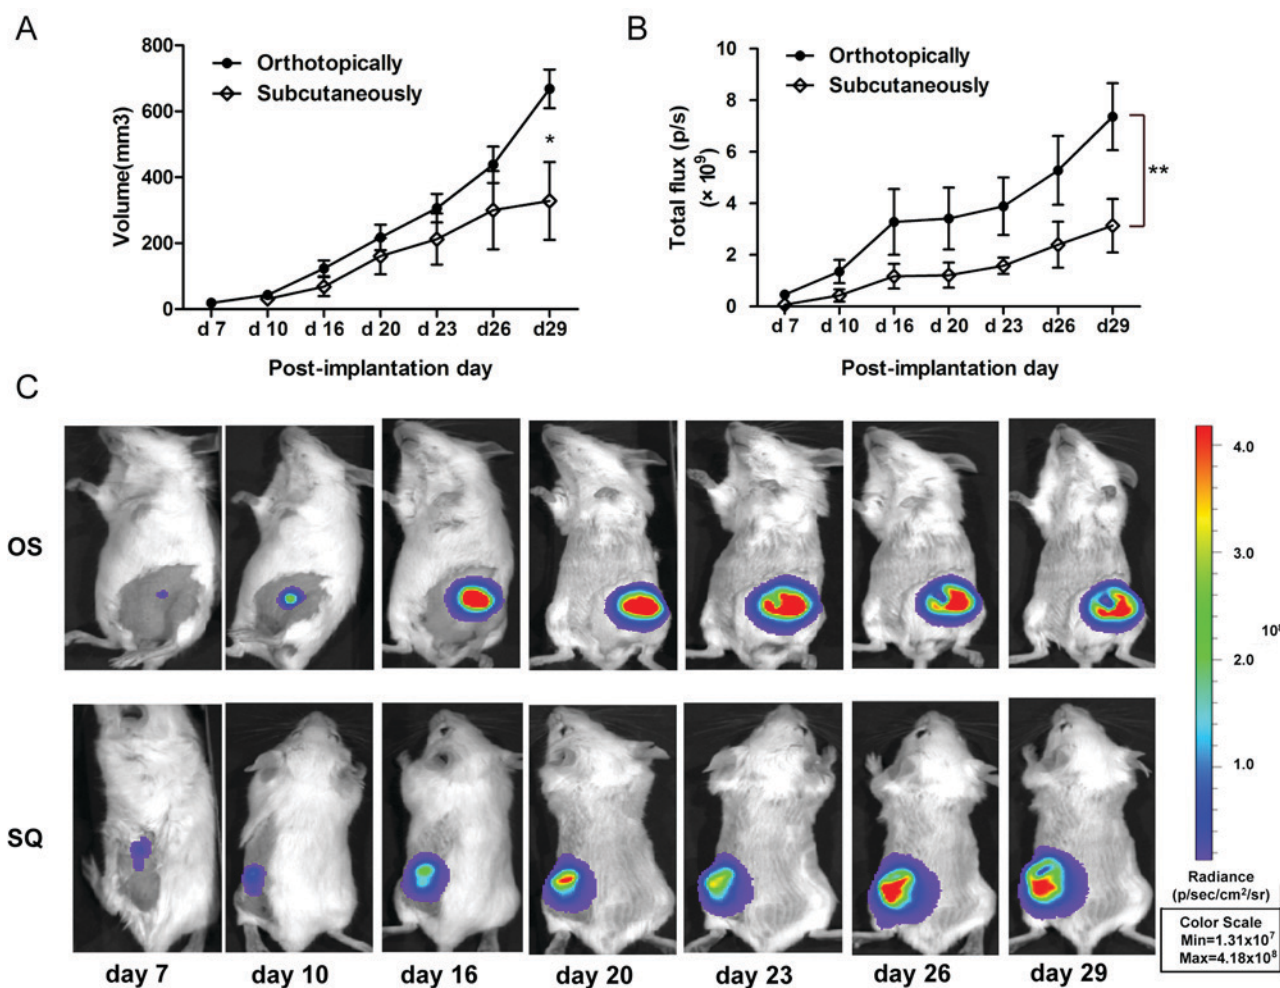 A
800
600
400
200
0
Volume(mm3)
Orthotopically
Subcutaneously
*
d 7 d 10 d 16 d 20 d 23 d26 d29
Post-implantation day
B
10
8
6
4
2
0
Total flux (p/s)
(× 10⁹)
Orthotopically
Subcutaneously
**
d 7 d 10 d 16 d 20 d 23 d 26 d29
Post-implantation day
C
OS
SQ
day 7 day 10 day 16 day 20 day 23 day 26 day 29
4.0
3.0
2.0
1.0
Radiance
(p/sec/cm²/sr)
Color Scale
Min=1.31x10⁷
Max=4.18x10⁸